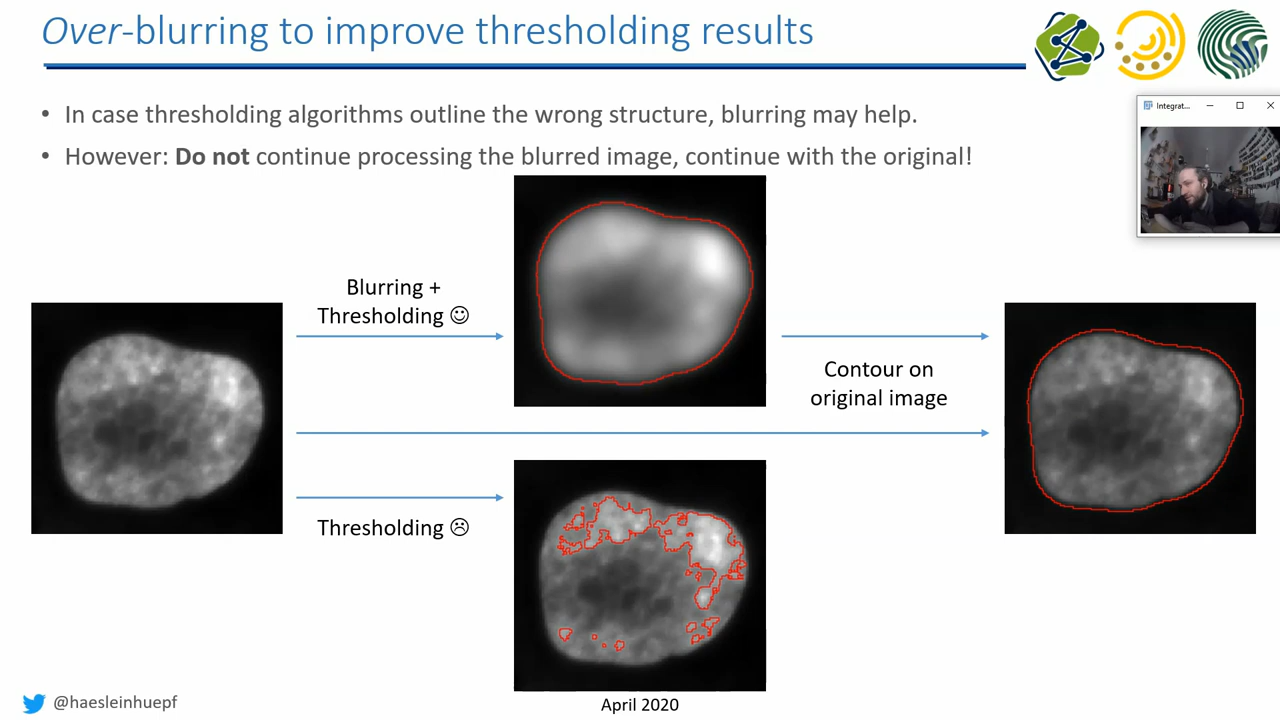 Over-blurring to improve thresholding results
• In case thresholding algorithms outline the wrong structure, blurring may help.
• However: Do not continue processing the blurred image, continue with the original!
Integrat...
Blurring +
Thresholding ☺
Contour on
original image
Thresholding ☹
@haesleinhuepf
April 2020